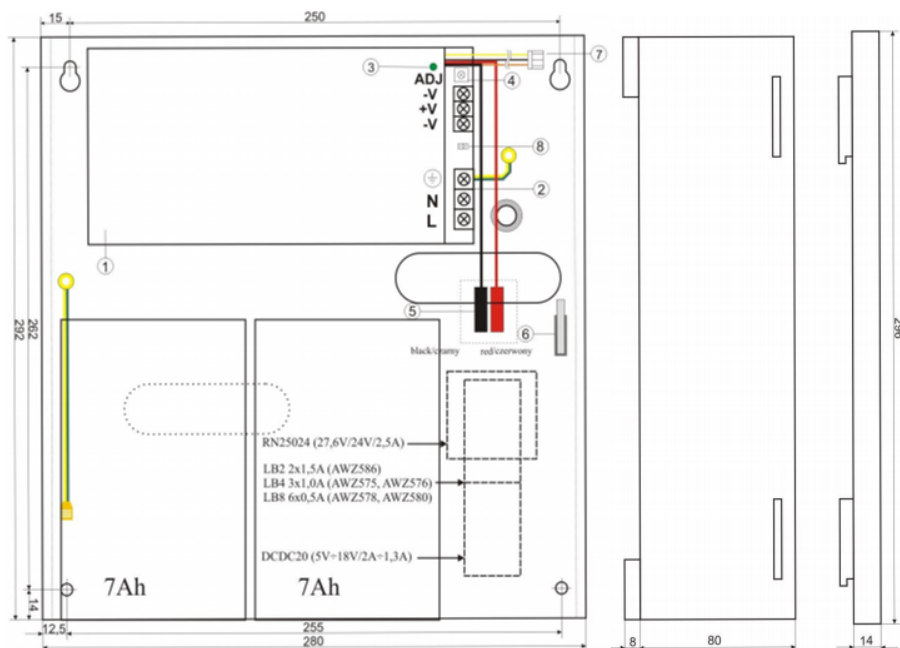 15
250
7
3
ADJ
4
-V
+V
-V
8
2
N
L
1
5
6
black/czarny
red/czerwony
292
262
RN25024 (27,6V/24V/2,5A)
LB2 2x1,5A (AWZ586)
LB4 3x1,0A (AWZ575, AWZ576)
LB8 6x0,5A (AWZ578, AWZ580)
DCDC20 (5V÷18V/2A÷1,3A)
7Ah
7Ah
14
12,5
255
280
8
80
14